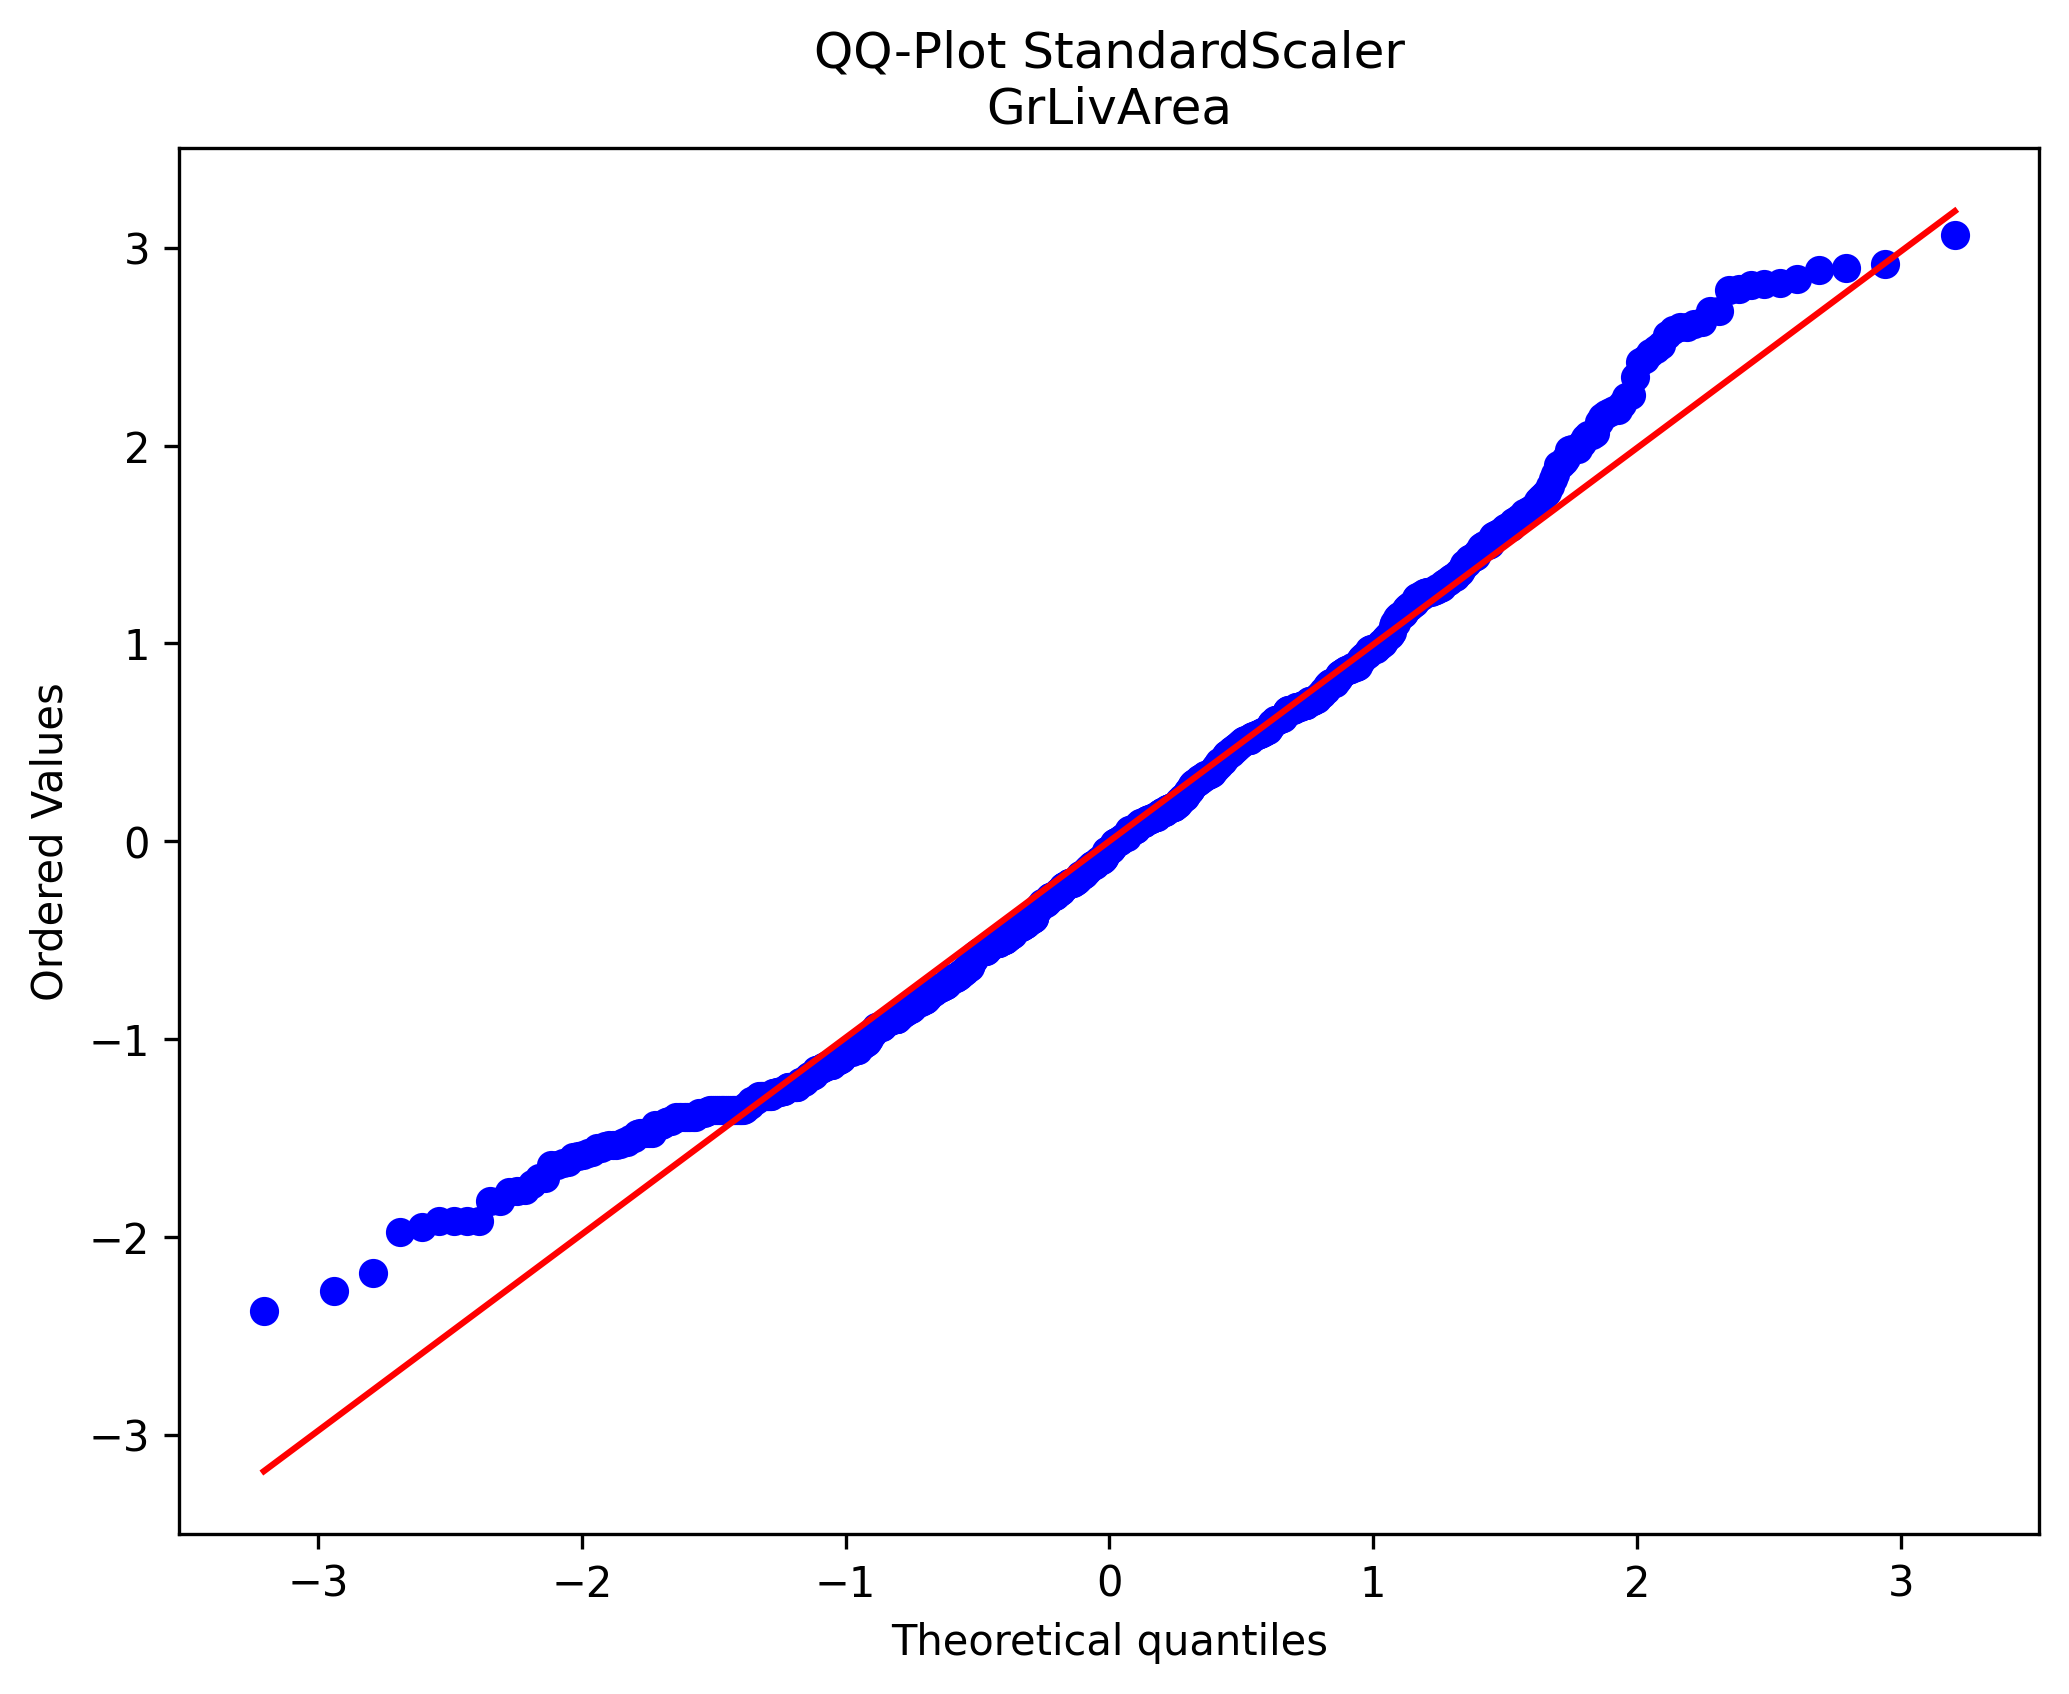 QQ-Plot StandardScaler
GrLivArea
Ordered Values
3
2
1
0
−1
−2
−3
−3 −2 −1 0 1 2 3
Theoretical quantiles